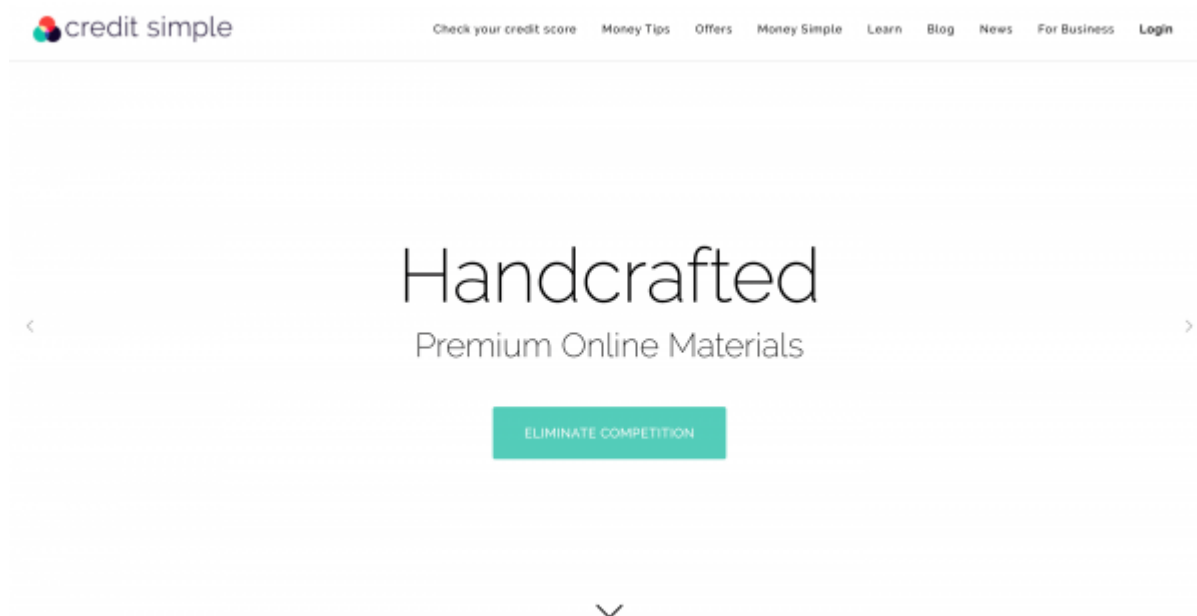 credit simple
Check your credit score Money Tips Offers Money Simple Learn Blog News For Business Login
Handcrafted
Premium Online Materials
ELIMINATE COMPETITION